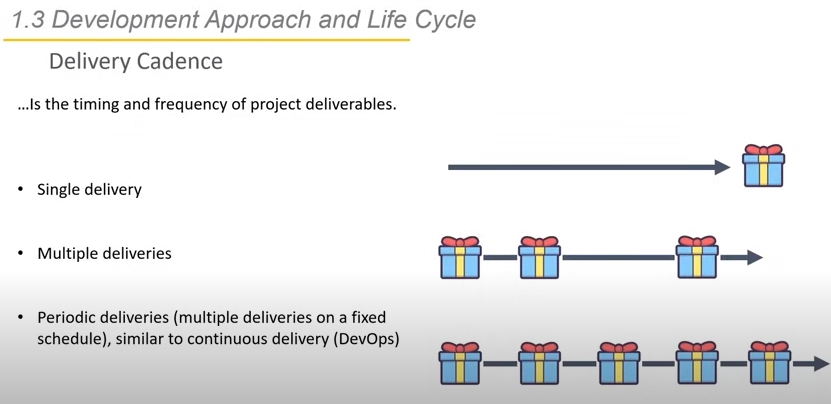 1.3 Development Approach and Life Cycle
Delivery Cadence
...Is the timing and frequency of project deliverables.
• Single delivery
• Multiple deliveries
• Periodic deliveries (multiple deliveries on a fixed
schedule), similar to continuous delivery (DevOps)